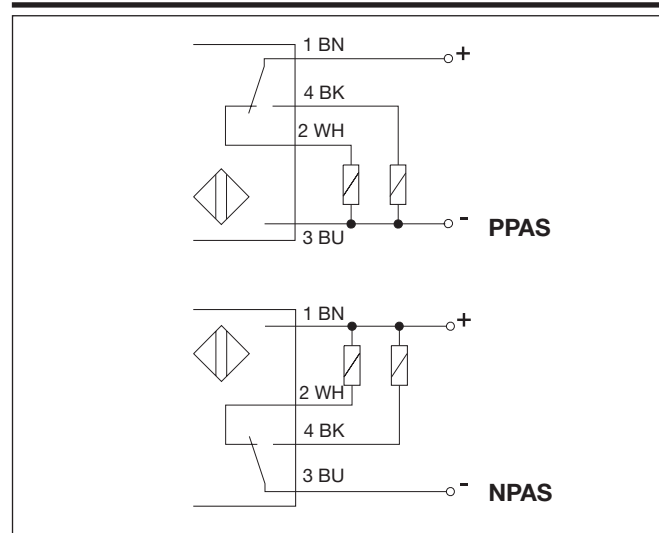 1 BN
+
4 BK
2 WH
- PPAS
3 BU
1 BN
+
2 WH
4 BK
3 BU
- NPAS